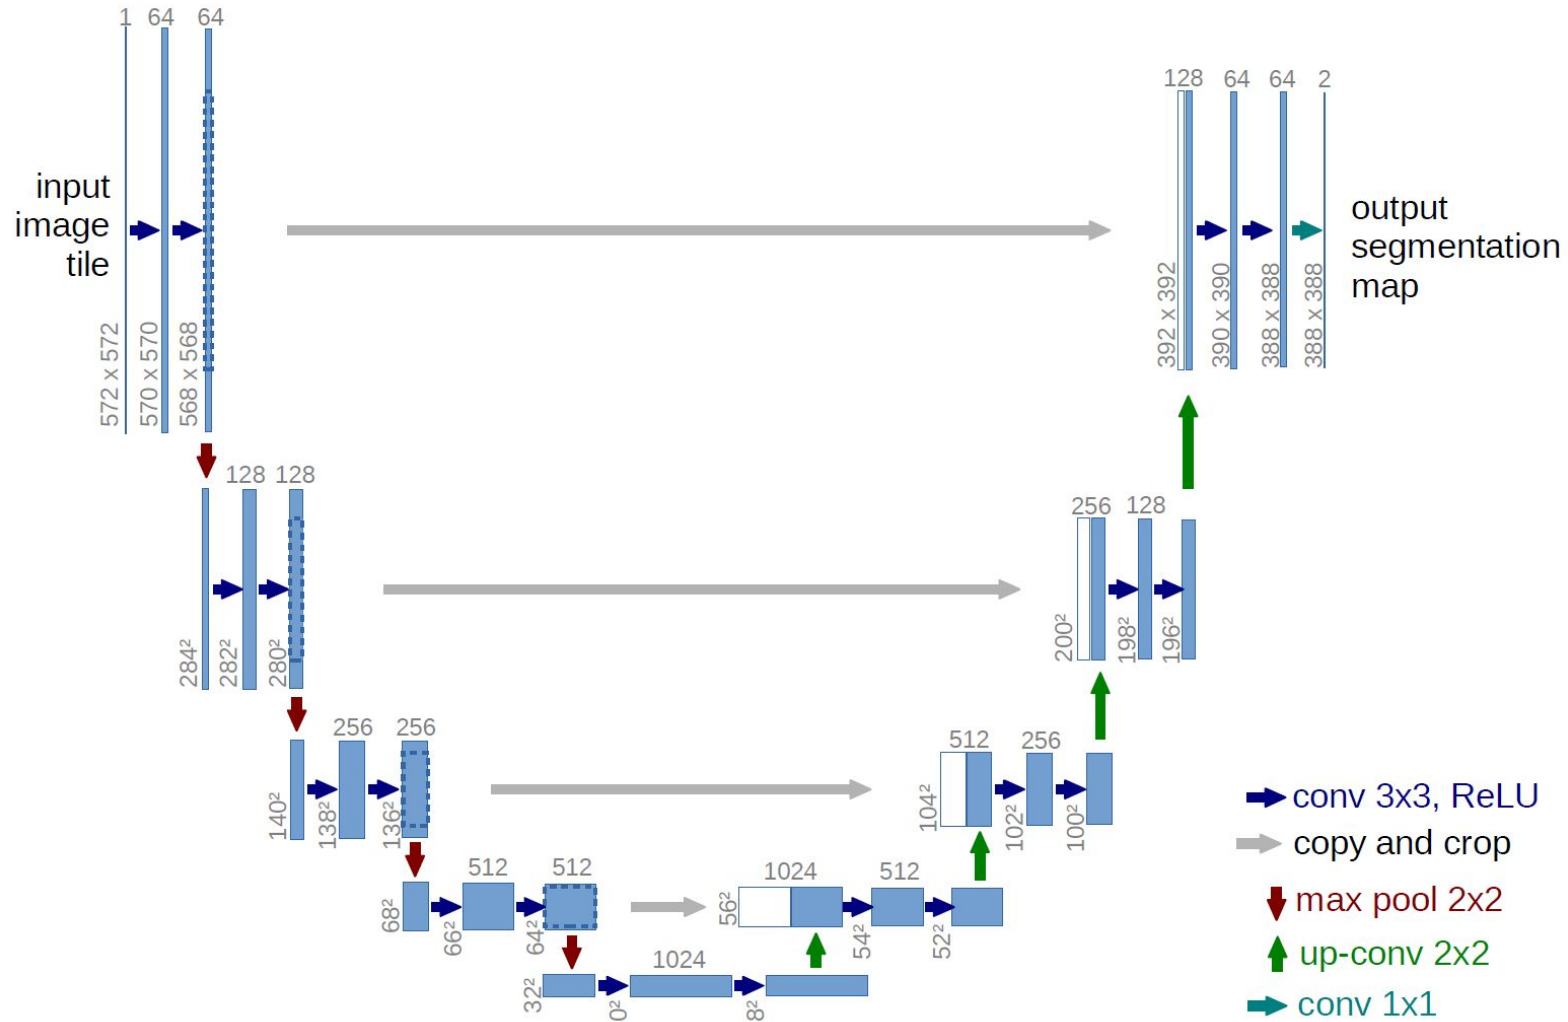 1 64 64
128 64 64 2
input
image
tile
output
segmentation
map
572 x 572
570 x 570
568 x 568
392 x 392
390 x 390
388 x 388
388 x 388
128 128
256 128
284²
282²
280²
200²
198²
196²
256 256
512 256
140²
138²
136²
104²
102²
100²
512 512
1024 512
68²
66²
64²
56²
54²
52²
1024
32²
0²
8²
conv 3x3, ReLU
copy and crop
max pool 2x2
up-conv 2x2
conv 1x1